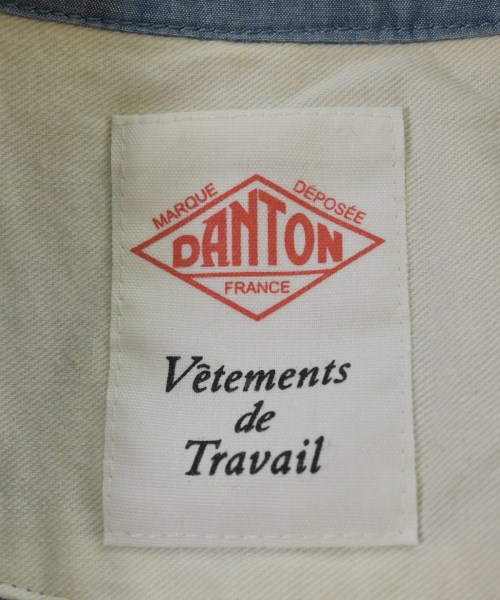 MARQUE DÉPOSÉE
DANTON
FRANCE
Vêtements
de
Travail